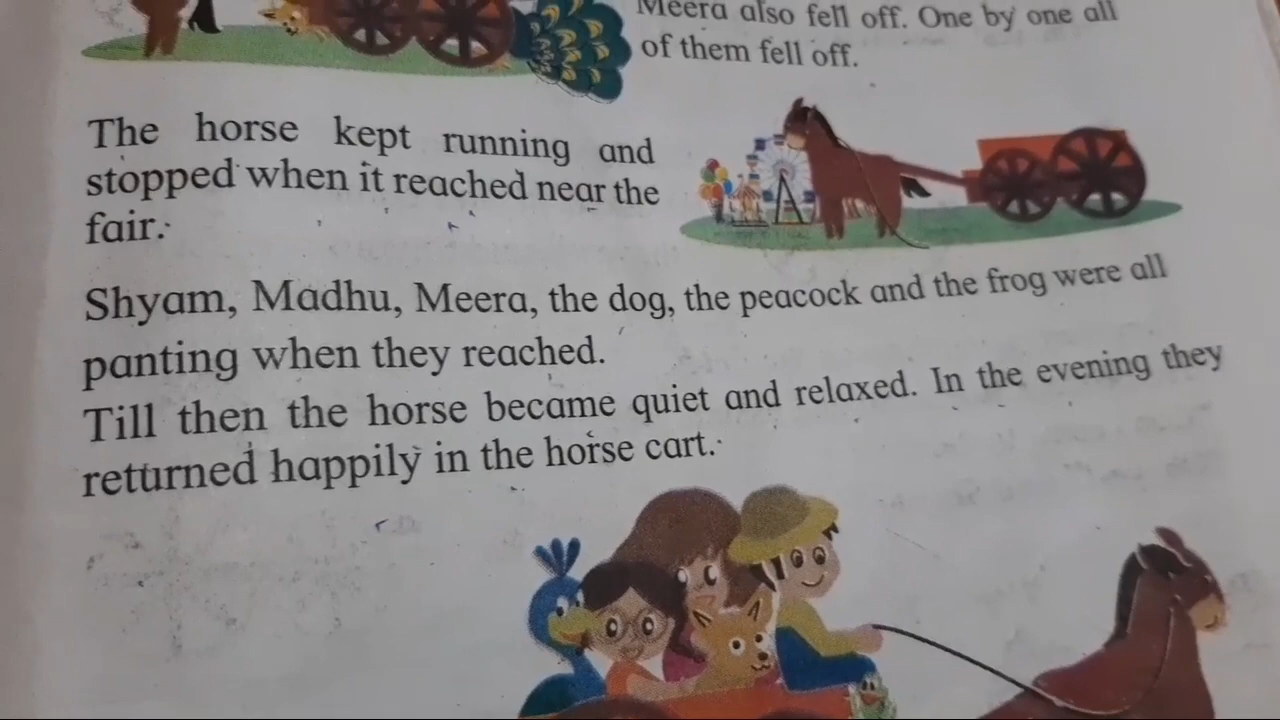 Meera also fell off. One by one all
of them fell off.
The horse kept running and
stopped when it reached near the
fair.
Shyam, Madhu, Meera, the dog, the peacock and the frog were all
panting when they reached.
Till then the horse became quiet and relaxed. In the evening they
returned happily in the horse cart.